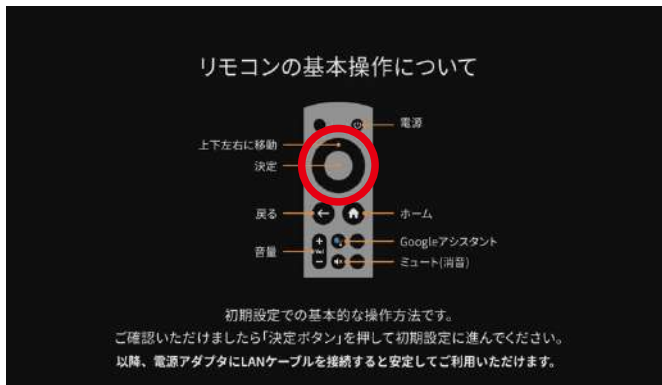 リモコンの基本操作について
電源
上下左右に移動
決定
戻る
ホーム
音量
Googleアシスタント
ミュート(消音)
+
Vol
−
初期設定での基本的な操作方法です。
ご確認いただけましたら「決定ボタン」を押して初期設定に進んでください。
以降、電源アダプタにLANケーブルを接続すると安定してご利用いただけます。